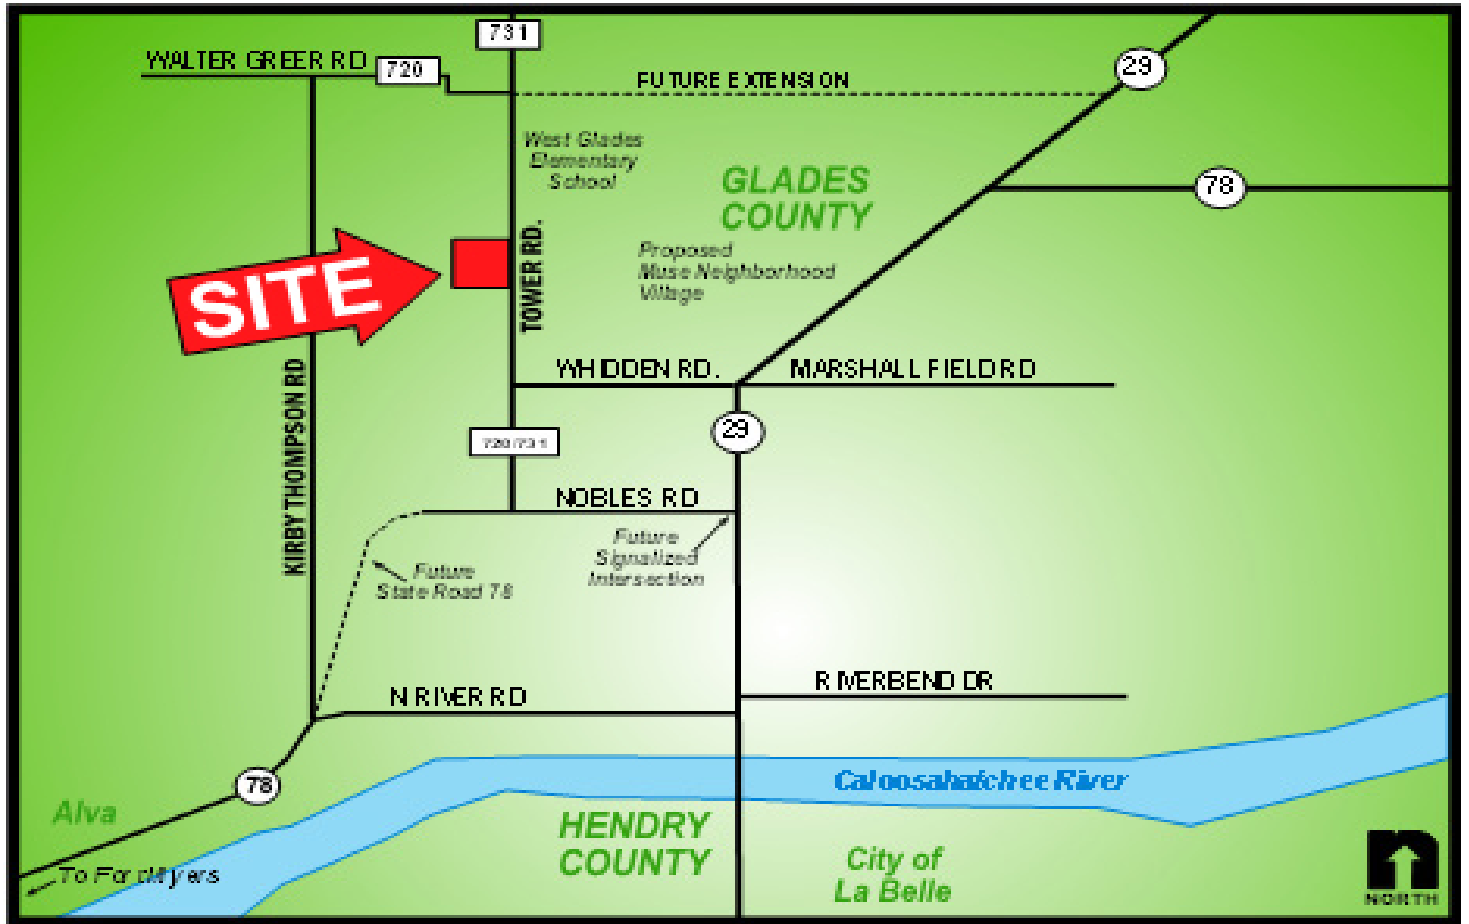 731
WALTER GREER RD
720
29
FUTURE EXTENSION
West Glades
Elementary
School
GLADES
COUNTY
78
TOWER RD.
SITE
Proposed
Muse Neighborhood
Village
WHIDDEN RD.
MARSHALL FIELD RD
KIRBY THOMPSON RD
720/731
29
NOBLES RD
Future
Signalized
Intersection
Future
State Road 78
RIVERBEND DR
N RIVER RD
78
Caloosahatchee River
Alva
HENDRY
COUNTY
City of
La Belle
To Fort Myers
n
NORTH